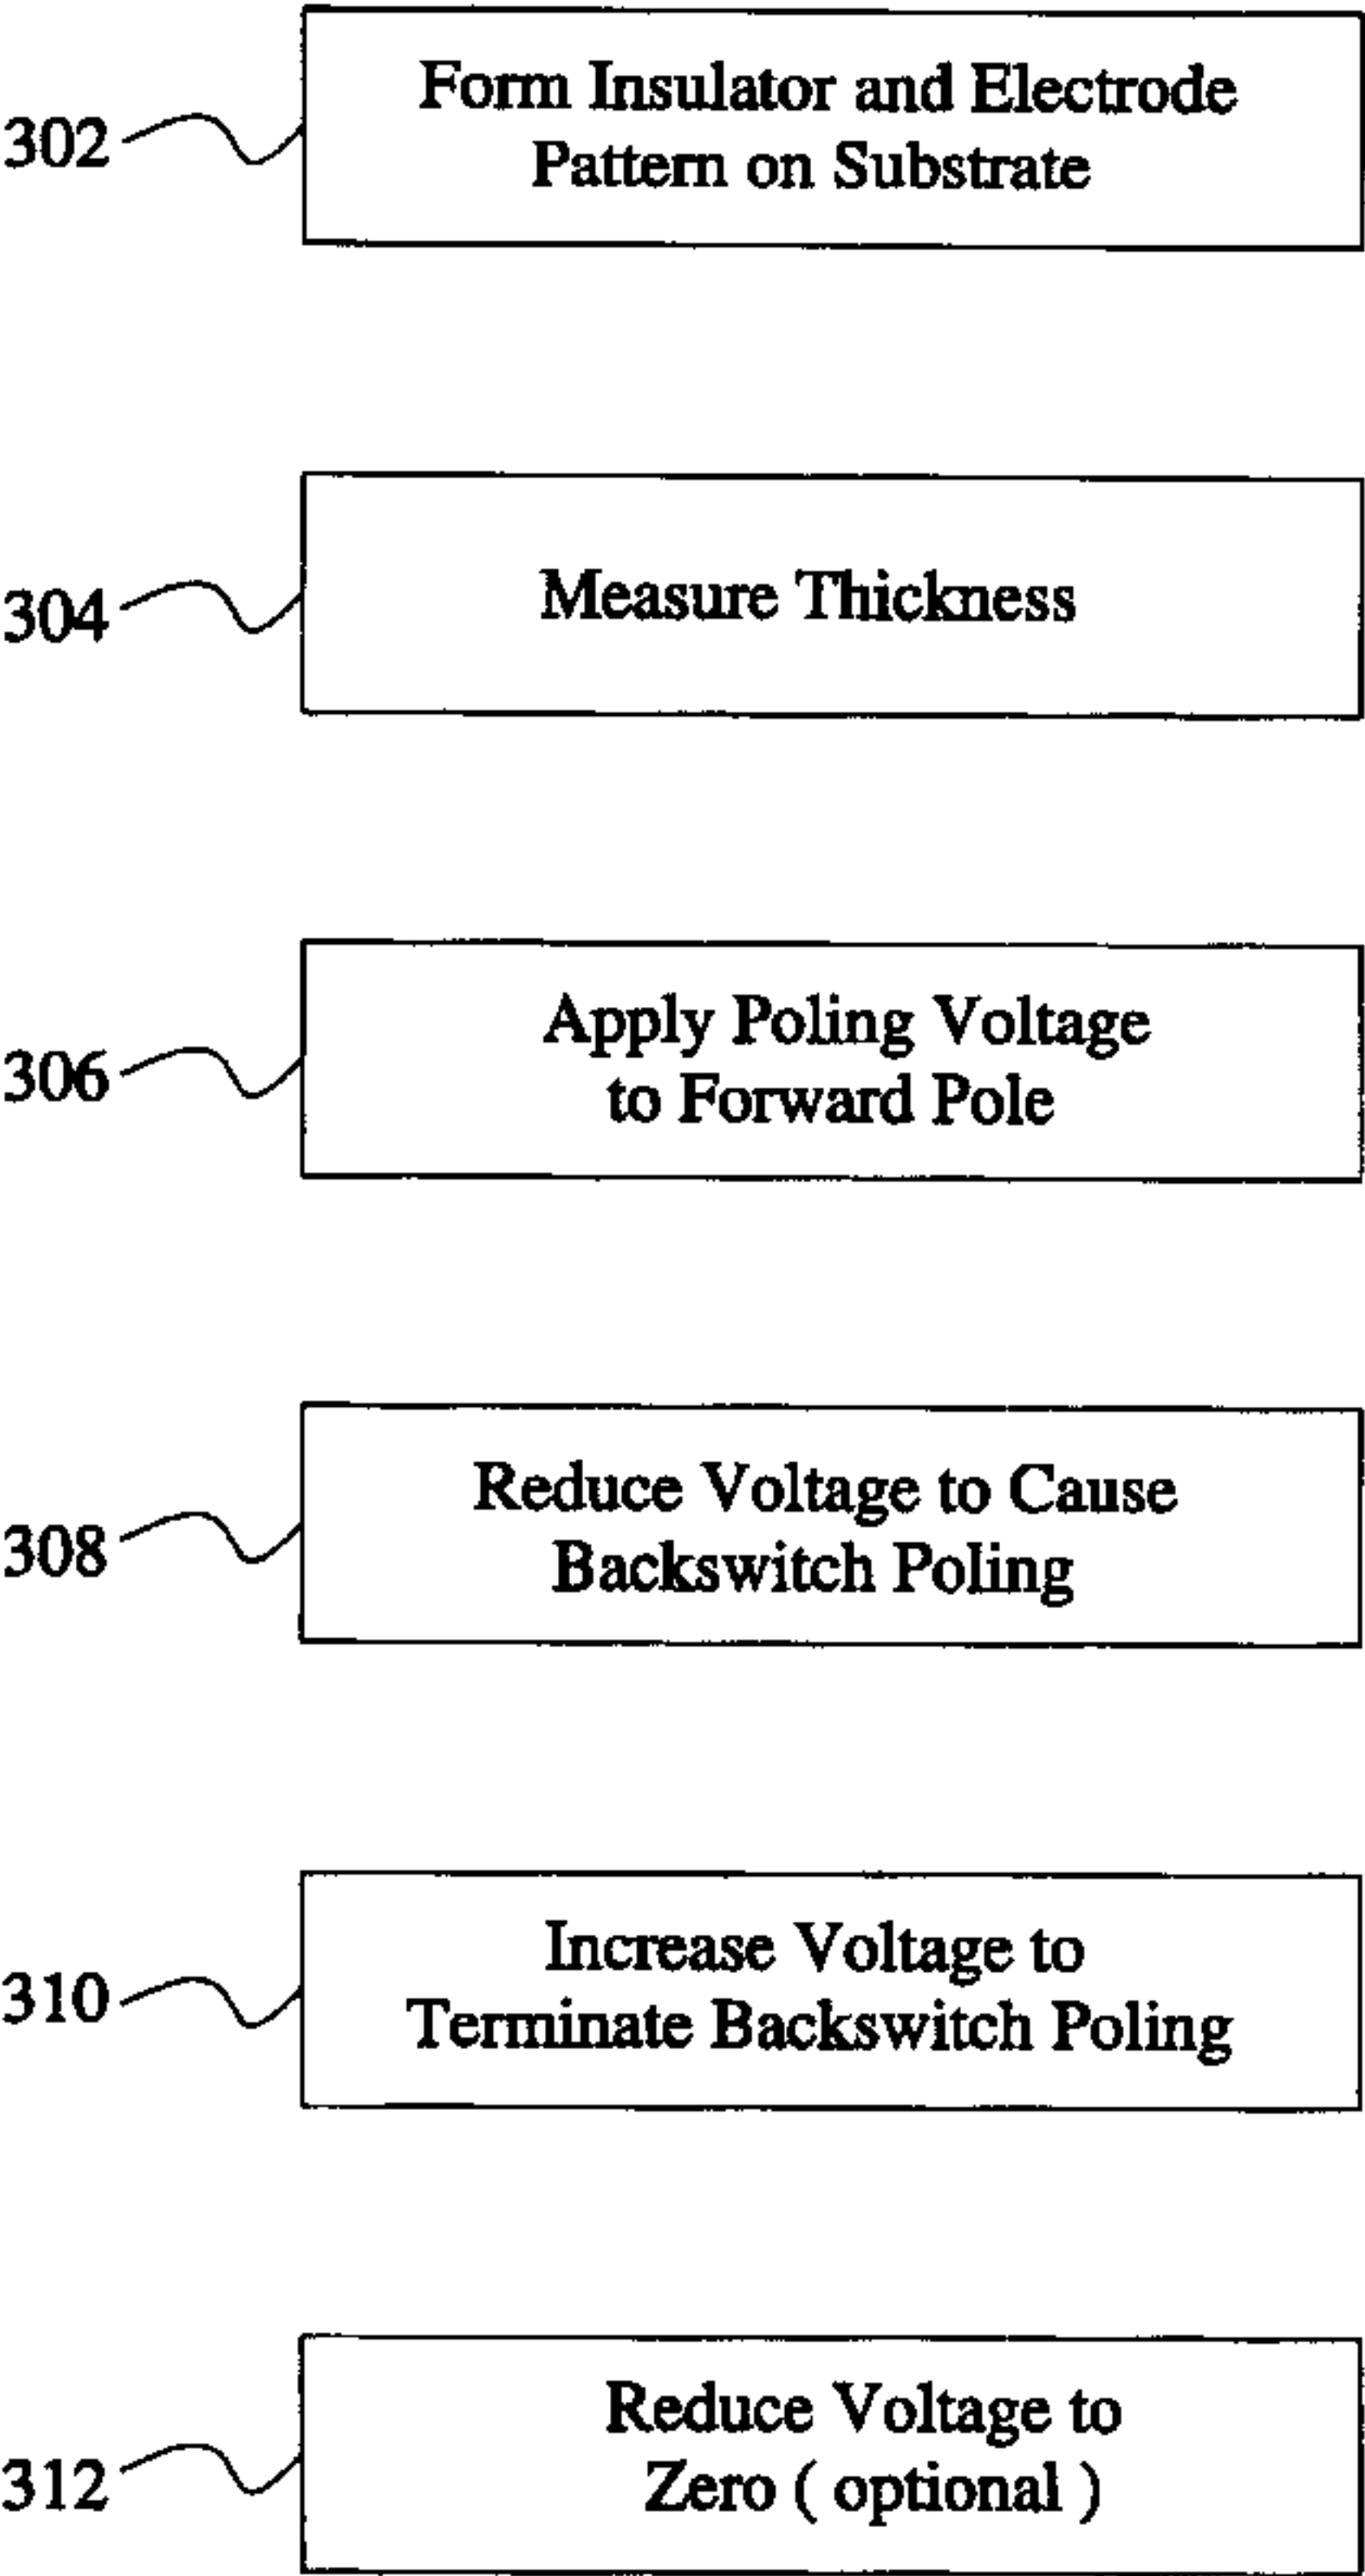 302
Form Insulator and Electrode
Pattern on Substrate
304
Measure Thickness
306
Apply Poling Voltage
to Forward Pole
308
Reduce Voltage to Cause
Backswitch Poling
310
Increase Voltage to
Terminate Backswitch Poling
312
Reduce Voltage to
Zero ( optional )